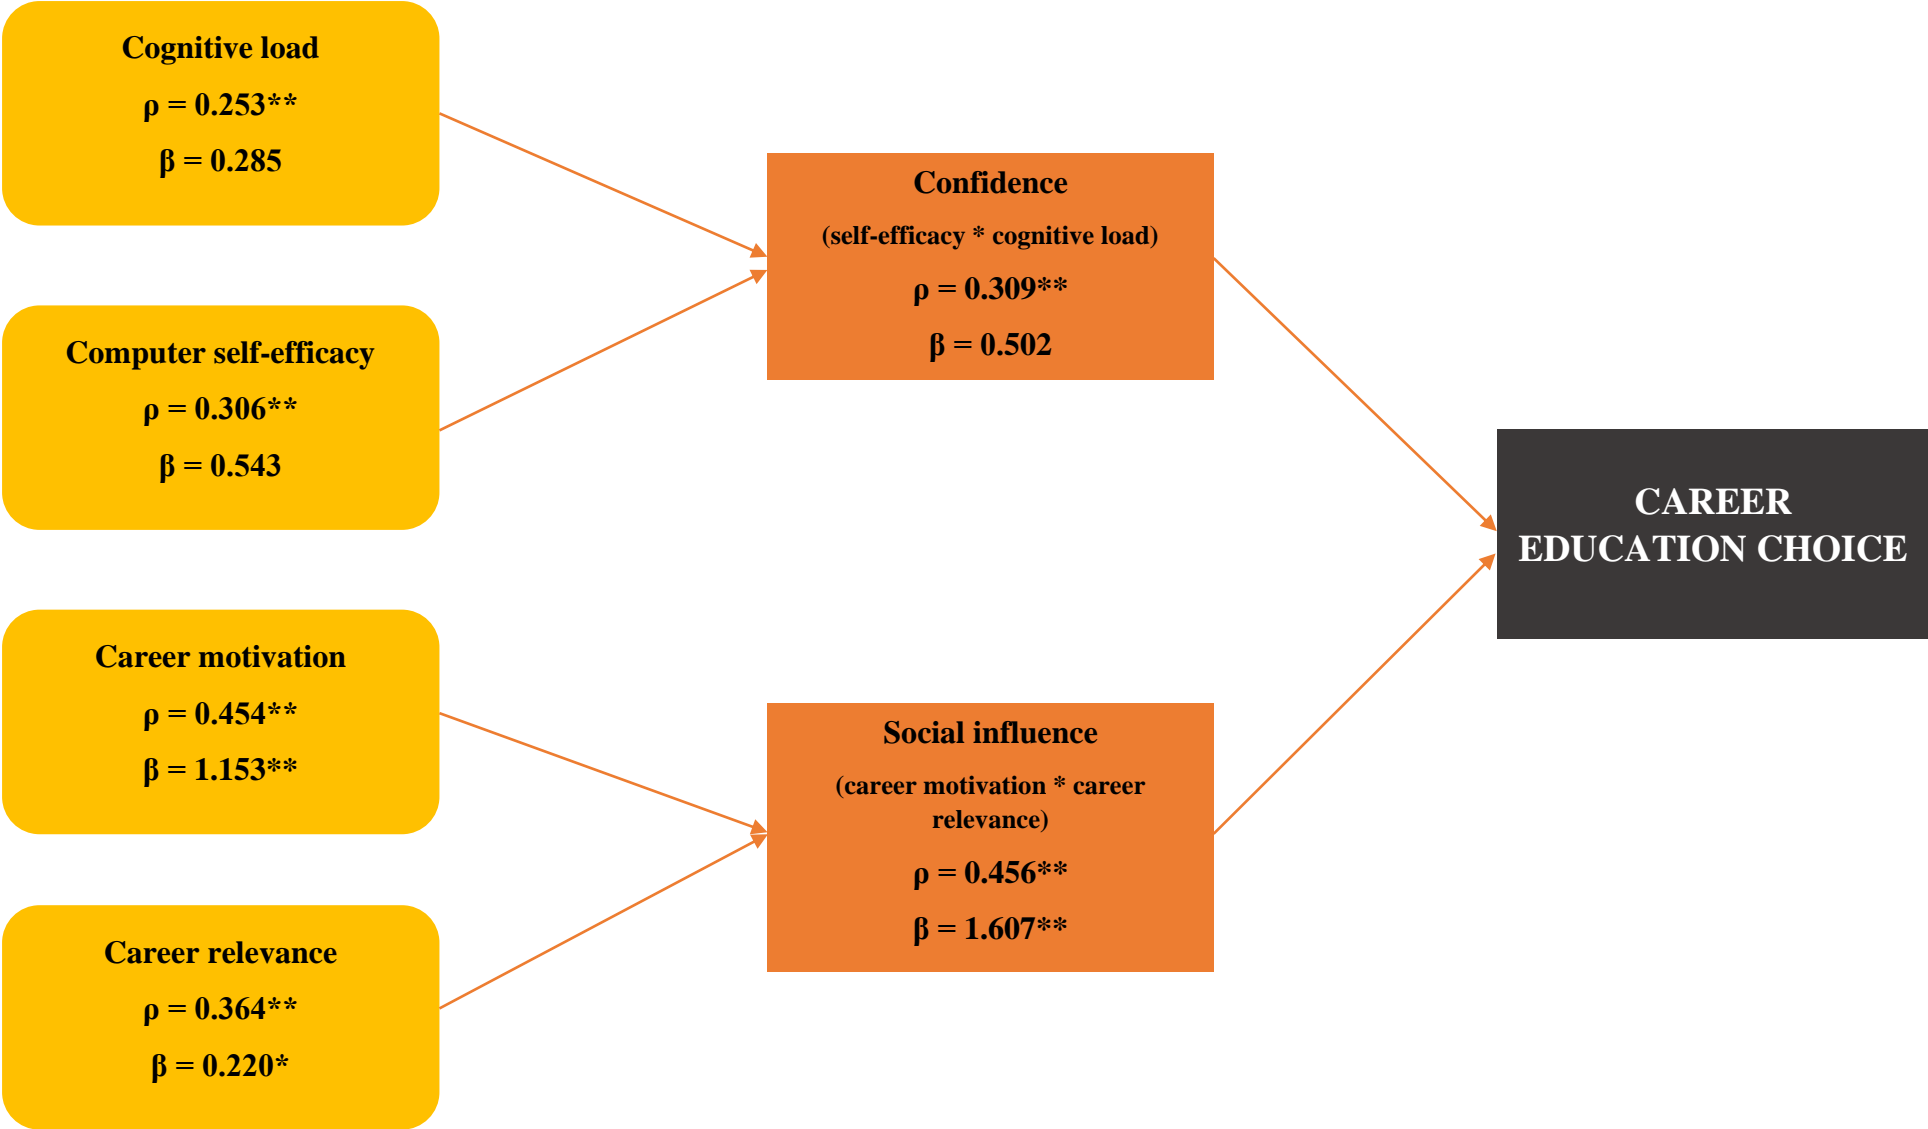 Cognitive load
ρ = 0.253**
β = 0.285
Computer self-efficacy
ρ = 0.306**
β = 0.543
Career motivation
ρ = 0.454**
β = 1.153**
Career relevance
ρ = 0.364**
β = 0.220*
Confidence
(self-efficacy * cognitive load)
ρ = 0.309**
β = 0.502
Social influence
(career motivation * career
relevance)
ρ = 0.456**
β = 1.607**
CAREER
EDUCATION CHOICE